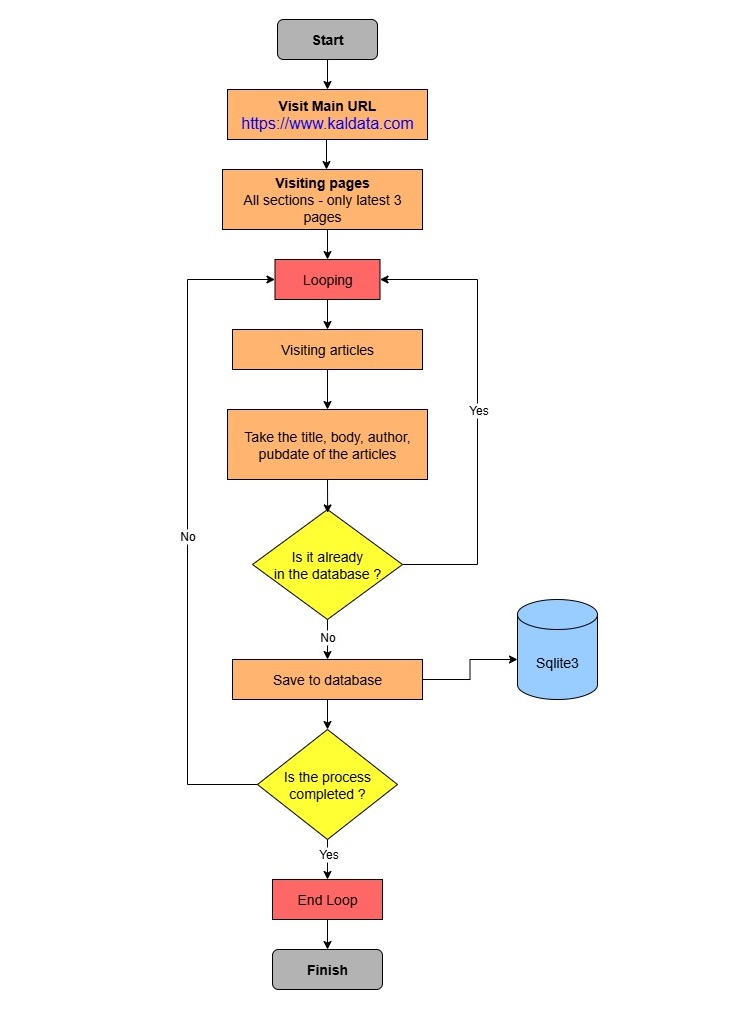 Start
Visit Main URL
https://www.kaldata.com
Visiting pages
All sections - only latest 3
pages
Looping
Visiting articles
Yes
Take the title, body, author,
pubdate of the articles
No
Is it already
in the database ?
No
Save to database
Sqlite3
Is the process
completed ?
Yes
End Loop
Finish